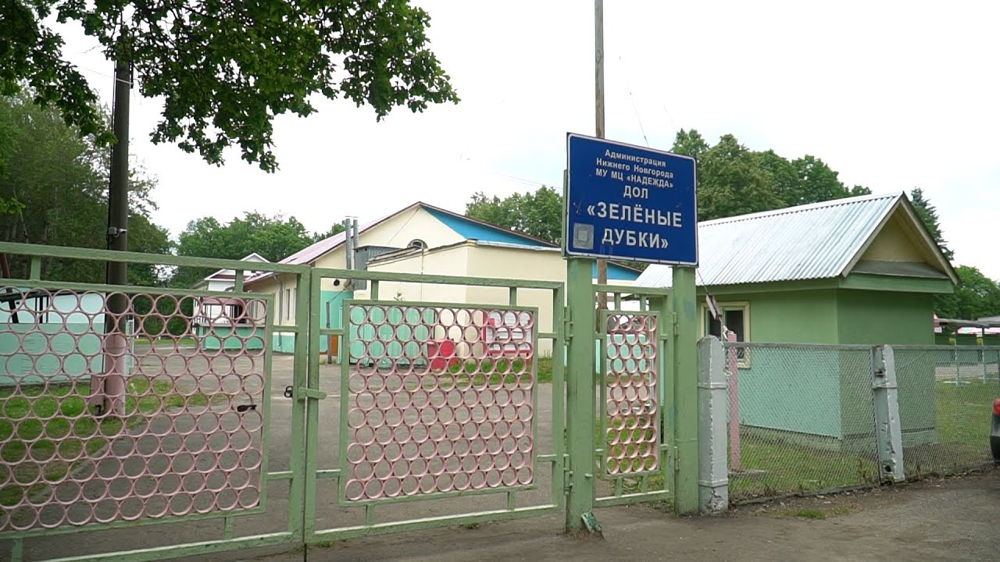 Администрация
Нижнего Новгорода
МУ МЦ «НАДЕЖДА»
ДОЛ
«ЗЕЛЁНЫЕ
ДУБКИ»